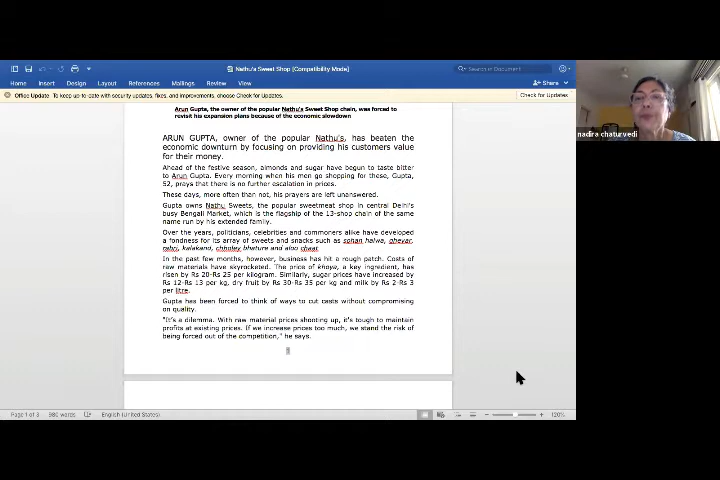 Nathu's Sweet Shop [Compatibility Mode]
Search in Document
Home Insert Design Layout References Mailings Review View
Share
Office Update To keep up-to-date with security updates, fixes, and improvements, choose Check for Updates.
Check for Updates
Arun Gupta, the owner of the popular Nathu's Sweet Shop chain, was forced to
revisit his expansion plans because of the economic slowdown
ARUN GUPTA, owner of the popular Nathu's, has beaten the
economic downturn by focusing on providing his customers value
for their money.
Ahead of the festive season, almonds and sugar have begun to taste bitter
to Arun Gupta. Every morning when his men go shopping for these, Gupta,
52, prays that there is no further escalation in prices.
These days, more often than not, his prayers are left unanswered.
Gupta owns Nathu Sweets, the popular sweetmeat shop in central Delhi's
busy Bengali Market, which is the flagship of the 13-shop chain of the same
name run by his extended family.
Over the years, politicians, celebrities and commoners alike have developed
a fondness for its array of sweets and snacks such as sohan halwa, ghevar,
rabri, kalakand, chholey bhature and aloo chaat.
In the past few months, however, business has hit a rough patch. Costs of
raw materials have skyrocketed. The price of khoya, a key ingredient, has
risen by Rs 20-Rs 25 per kilogram. Similarly, sugar prices have increased by
Rs 12-Rs 13 per kg, dry fruit by Rs 30-Rs 35 per kg and milk by Rs 2-Rs 3
per litre.
Gupta has been forced to think of ways to cut costs without compromising
on quality.
"It's a dilemma. With raw material prices shooting up, it's tough to maintain
profits at existing prices. If we increase prices too much, we stand the risk of
being forced out of the competition," he says.
1
Page 1 of 3 980 words English (United States)
120%
nadira chaturvedi